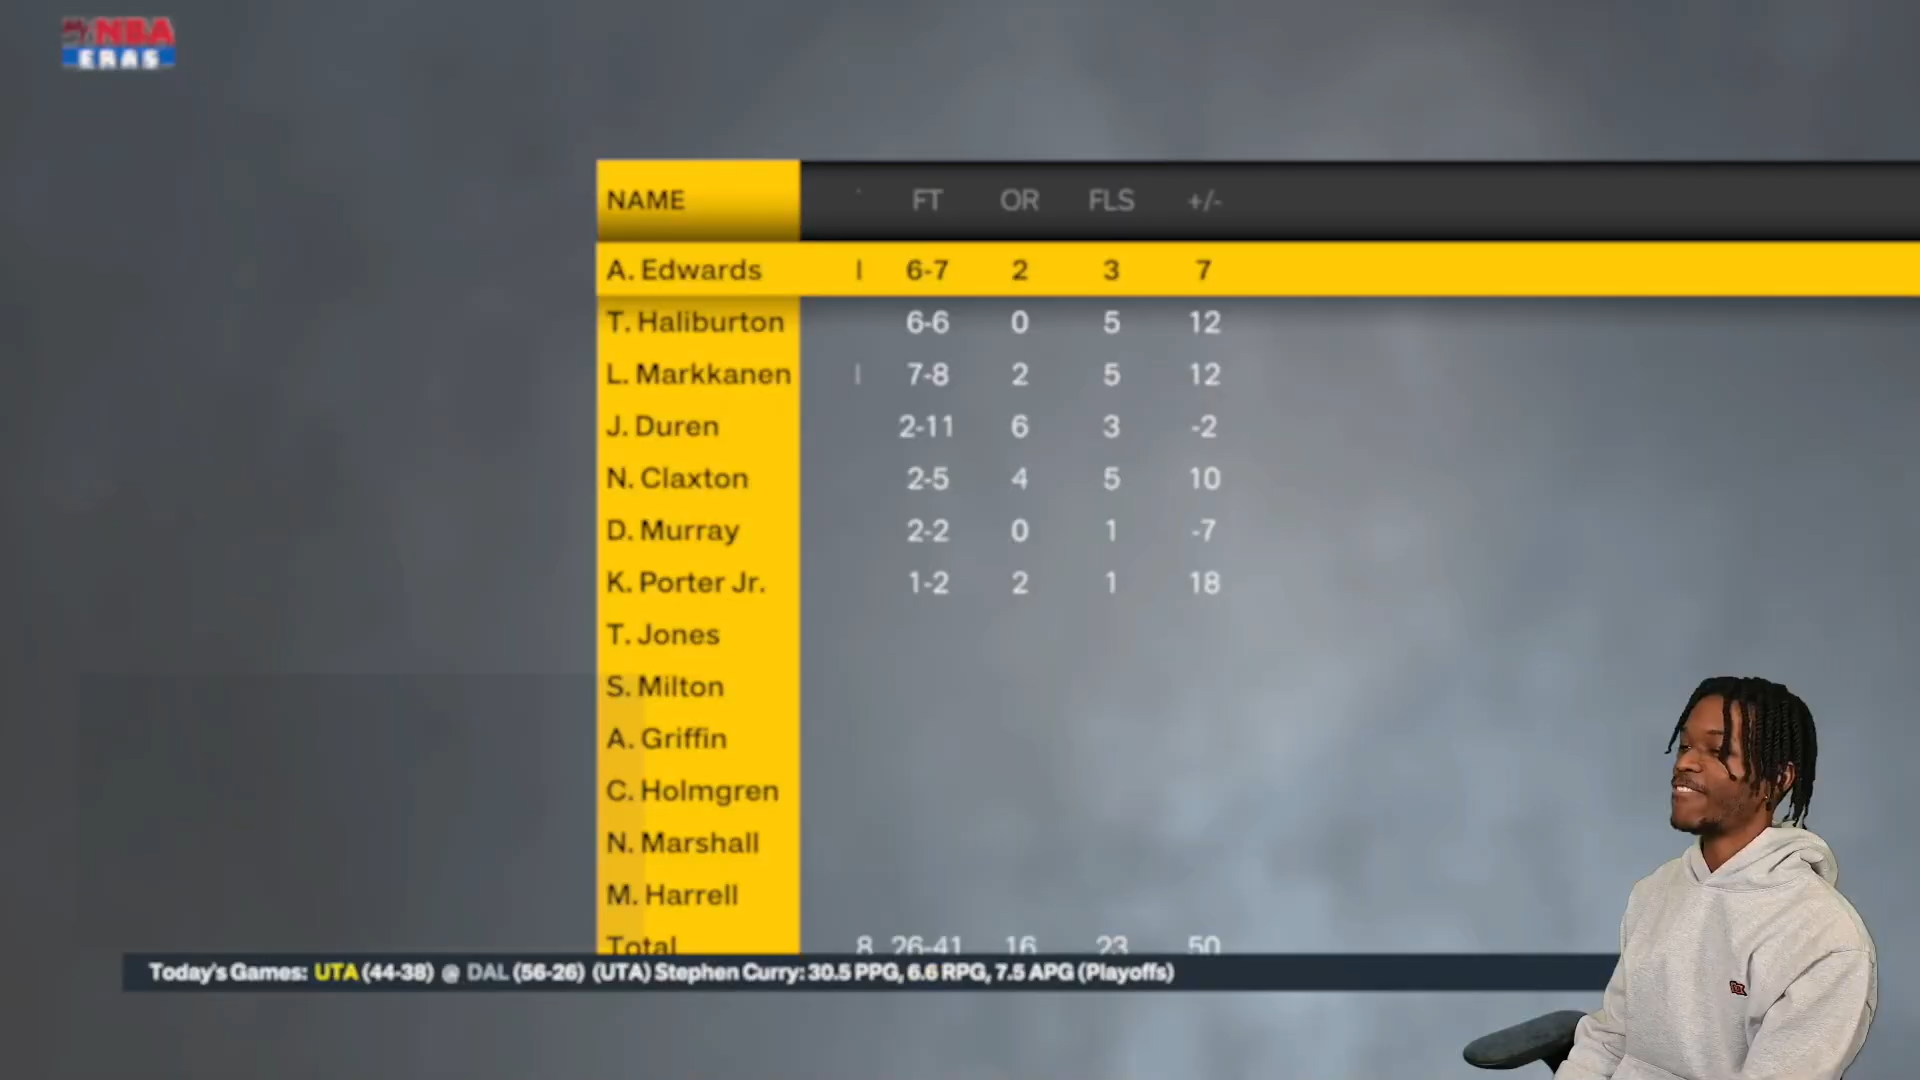 MyNBA
ERAS
NAME FT OR FLS +/-
A. Edwards 6-7 2 3 7
T. Haliburton 6-6 0 5 12
L. Markkanen 7-8 2 5 12
J. Duren 2-11 6 3 -2
N. Claxton 2-5 4 5 10
D. Murray 2-2 0 1 -7
K. Porter Jr. 1-2 2 1 18
T. Jones
S. Milton
A. Griffin
C. Holmgren
N. Marshall
M. Harrell
Total 8 26-41 16 23 50
Today's Games: UTA (44-38) @ DAL (56-26) (UTA) Stephen Curry: 30.5 PPG, 6.6 RPG, 7.5 APG (Playoffs)